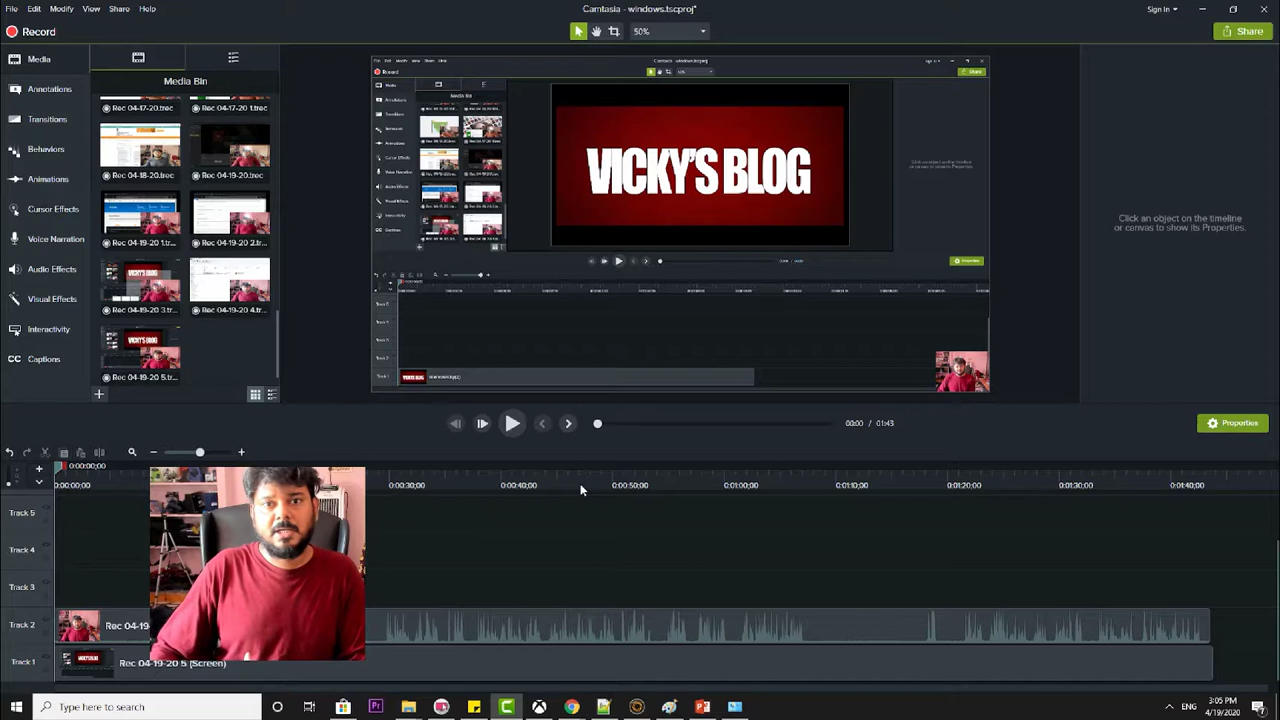 File Edit Modify View Share Help
Camtasia - windows.tscproj*
Sign In
Record
50%
Share
Media
Annotations
Transitions
Behaviors
Animations
Cursor Effects
Voice Narration
Audio Effects
Visual Effects
Interactivity
CC Captions
Media Bin
Rec 04-17-20.trec
Rec 04-17-20 1.trec
Rec 04-18-20.trec
Rec 04-19-20.trec
Rec 04-19-20 1.tr...
Rec 04-19-20 2.tr...
Rec 04-19-20 3.tr...
Rec 04-19-20 4.tr...
Rec 04-19-20 5.tr...
Record
Share
Media Bin
VICKY'S BLOG
Properties
Click an object on the timeline
or canvas to show its Properties.
00:00 / 01:43
Properties
0:00:00;00
0:00:00;00
0:00:30;00
0:00:40;00
0:00:50;00
0:01:00;00
0:01:10;00
0:01:20;00
0:01:30;00
0:01:40;00
Track 5
Track 4
Track 3
Track 2
Rec 04-19
Track 1
Rec 04-19-20 5 (Screen)
Type here to search
ENG
3:05 PM
4/19/2020